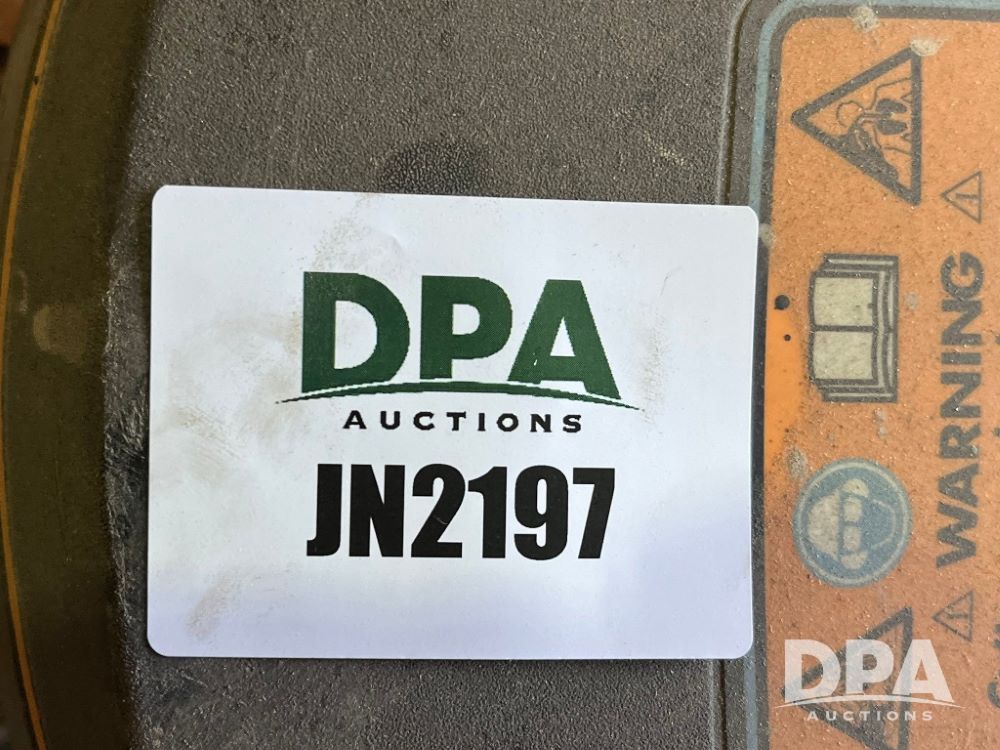 DPA
AUCTIONS
JN2197
WARNING
DPA
AUCTIONS